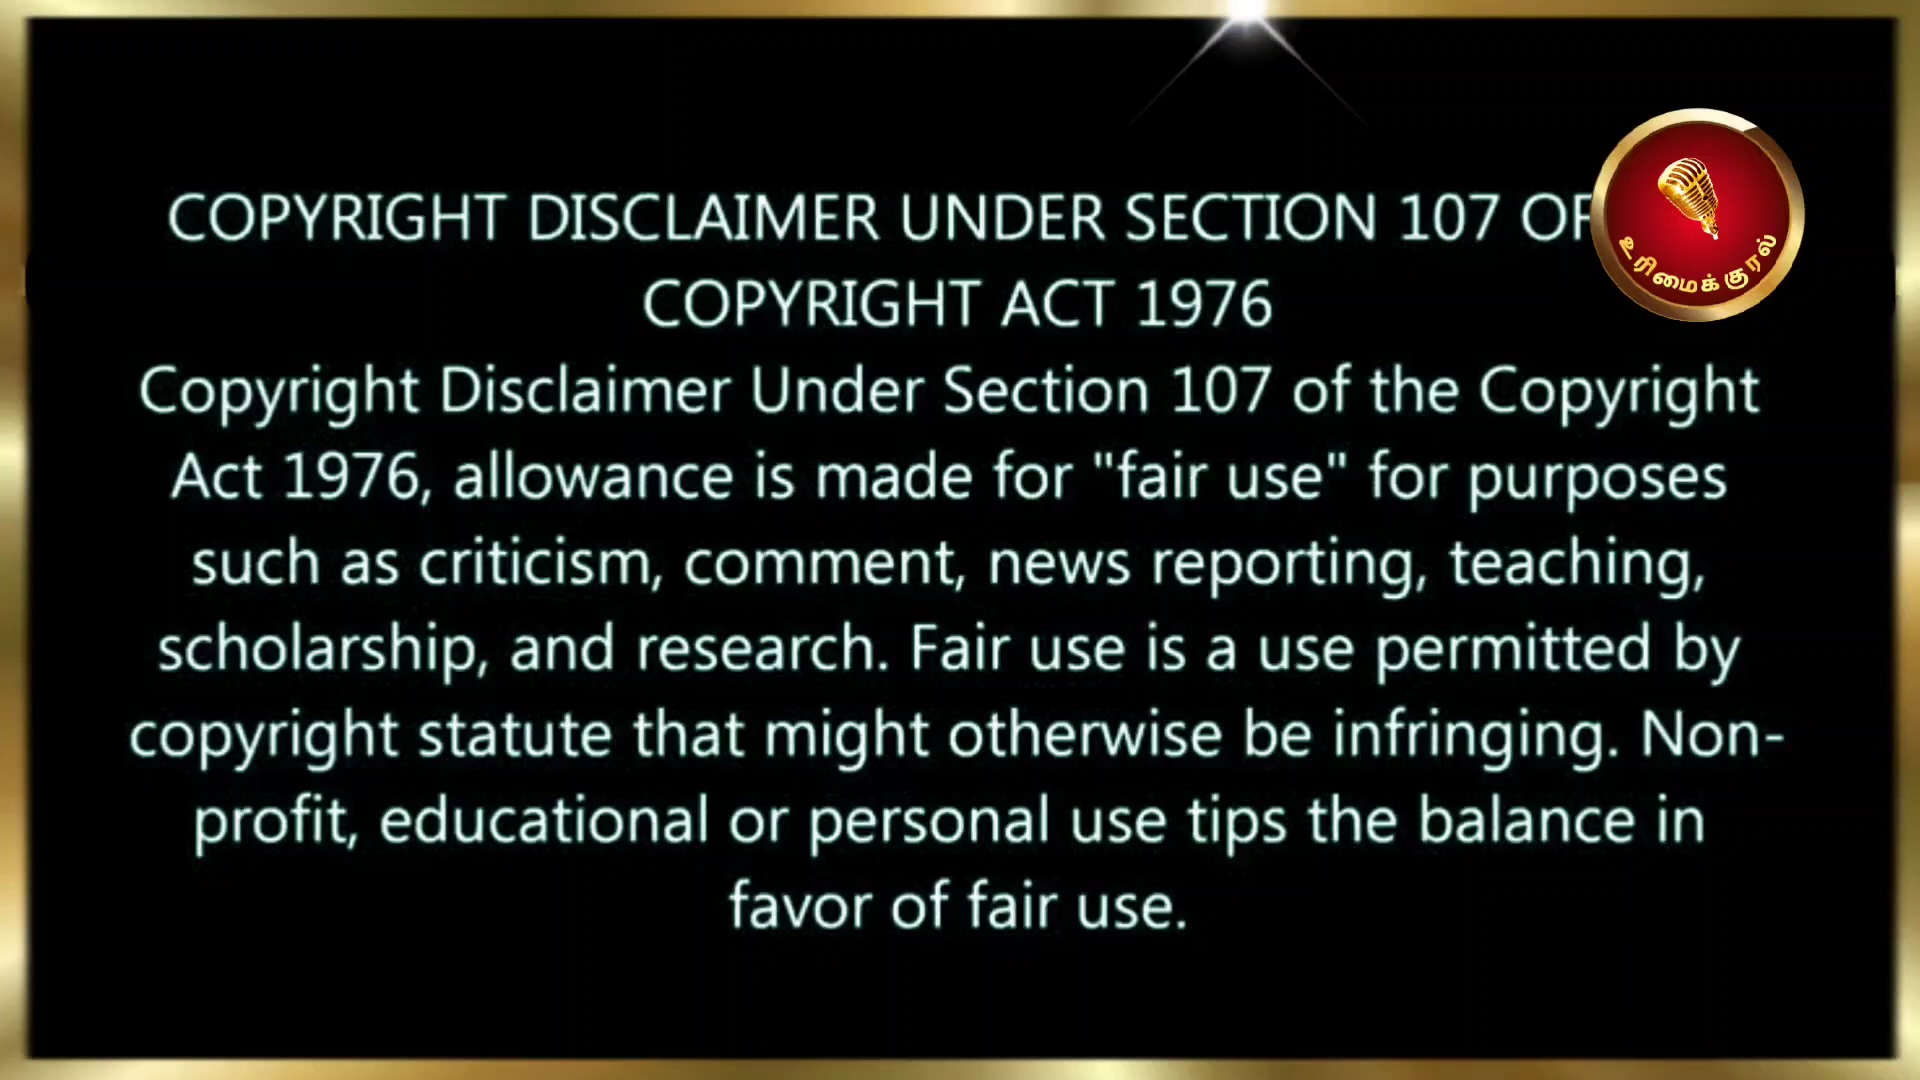 COPYRIGHT DISCLAIMER UNDER SECTION 107 OF
COPYRIGHT ACT 1976
Copyright Disclaimer Under Section 107 of the Copyright
Act 1976, allowance is made for "fair use" for purposes
such as criticism, comment, news reporting, teaching,
scholarship, and research. Fair use is a use permitted by
copyright statute that might otherwise be infringing. Non-
profit, educational or personal use tips the balance in
favor of fair use.
உரிமைக்குரல்